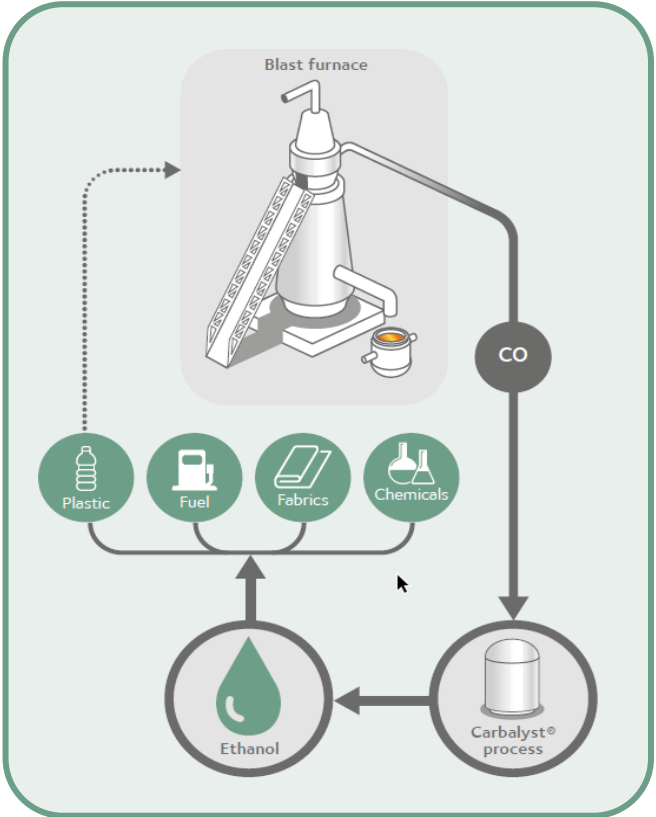 Blast furnace
CO
Plastic
Fuel
Fabrics
Chemicals
Ethanol
Carbalyst®
process